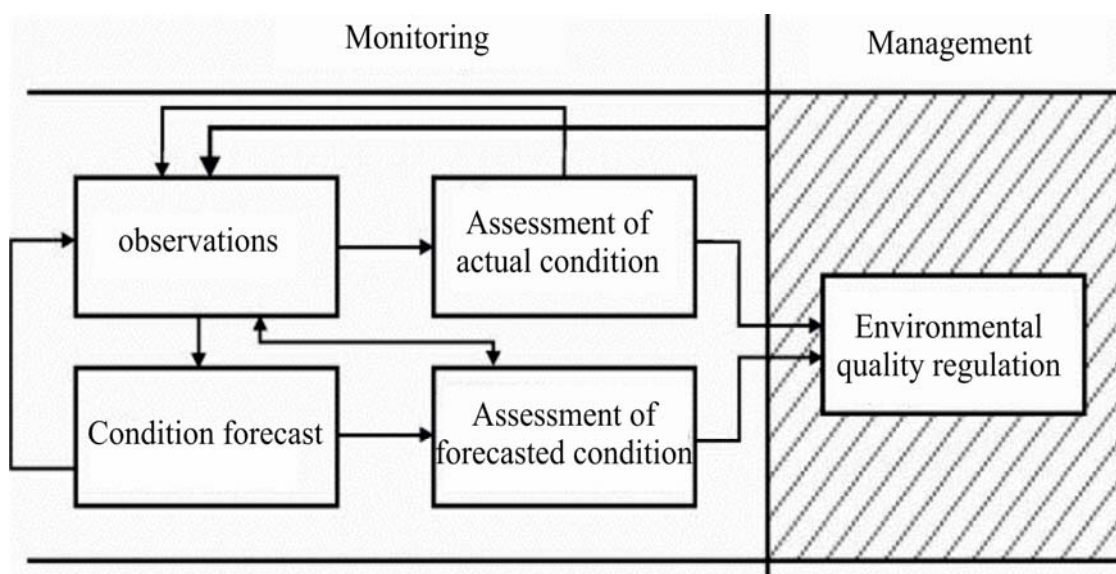 Monitoring
Management
observations
Assessment of
actual condition
Condition forecast
Assessment of
forecasted condition
Environmental
quality regulation